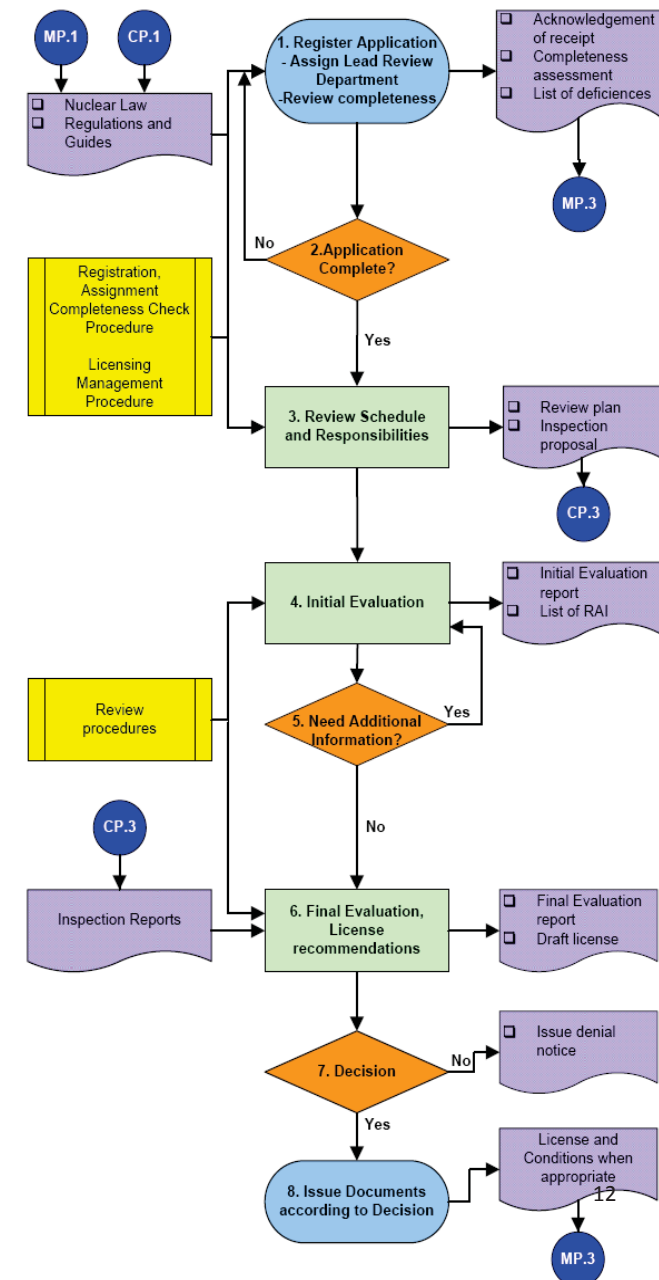 MP.1
CP.1
❑ Nuclear Law
❑ Regulations and
Guides
1. Register Application
- Assign Lead Review
Department
-Review completeness
❑ Acknowledgement
of receipt
❑ Completeness
assessment
❑ List of deficiences
MP.3
No
2.Application
Complete?
Yes
Registration,
Assignment
Completeness Check
Procedure
Licensing
Management
Procedure
3. Review Schedule
and Responsibilities
❑ Review plan
❑ Inspection
proposal
CP.3
4. Initial Evaluation
❑ Initial Evaluation
report
❑ List of RAI
Review
procedures
5. Need Additional
Information?
Yes
No
CP.3
Inspection Reports
6. Final Evaluation,
License
recommendations
❑ Final Evaluation
report
❑ Draft license
7. Decision
No
❑ Issue denial
notice
Yes
8. Issue Documents
according to Decision
License and
Conditions when
appropriate
12
MP.3